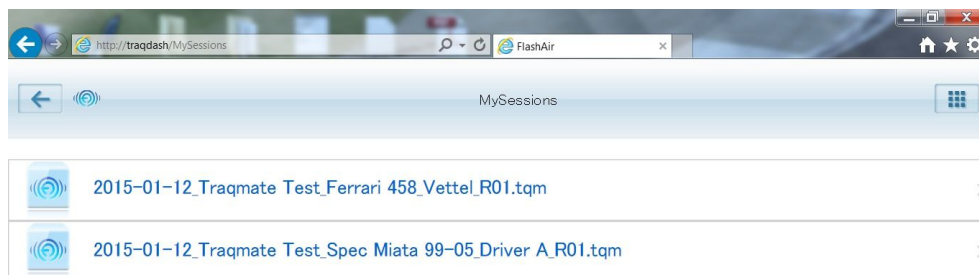 http://traqdash/MySessions
FlashAir
MySessions
2015-01-12_Traqmate Test_Ferrari 458_Vettel_R01.tqm
2015-01-12_Traqmate Test_Spec Miata 99-05_Driver A_R01.tqm